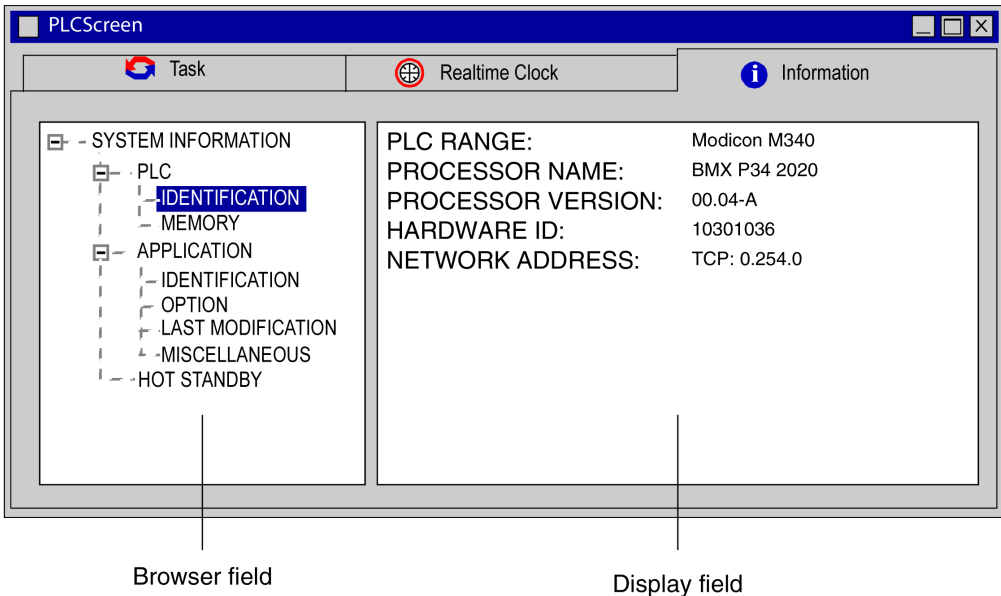 PLCScreen
Task
Realtime Clock
Information
SYSTEM INFORMATION
PLC
IDENTIFICATION
MEMORY
APPLICATION
IDENTIFICATION
OPTION
LAST MODIFICATION
MISCELLANEOUS
HOT STANDBY
PLC RANGE: Modicon M340
PROCESSOR NAME: BMX P34 2020
PROCESSOR VERSION: 00.04-A
HARDWARE ID: 10301036
NETWORK ADDRESS: TCP: 0.254.0
Browser field
Display field